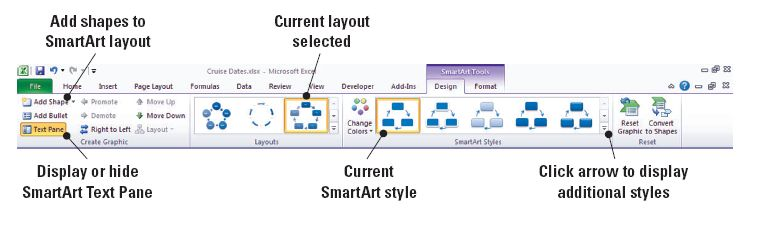 Add shapes to
SmartArt layout
Current layout
selected
Cruise Dates.xlsx - Microsoft Excel
SmartArt Tools
File Home Insert Page Layout Formulas Data Review View Developer Add-Ins Design Format
Add Shape Promote Move Up
Add Bullet Demote Move Down
Text Pane Right to Left Layout
Create Graphic
Layouts
Change
Colors
SmartArt Styles
Reset
Graphic
Convert
to Shapes
Reset
Display or hide
SmartArt Text Pane
Current
SmartArt style
Click arrow to display
additional styles